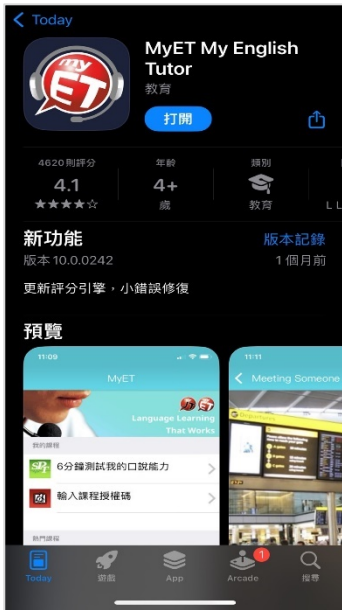 Today
my
ET
MyET My English
Tutor
教育
打開
4620 則評分
年齡
類別
4.1
4+
歲
教育
L L
新功能
版本記錄
版本 10.0.0242
1 個月前
更新評分引擎，小錯誤修復
預覽
11:09
MyET
Language Learning
That Works
我的課程
6分鐘測試我的口說能力
輸入課程授權碼
熱門課程
11:11
Meeting Someone
Departures
Today
遊戲
App
Arcade
1
搜尋